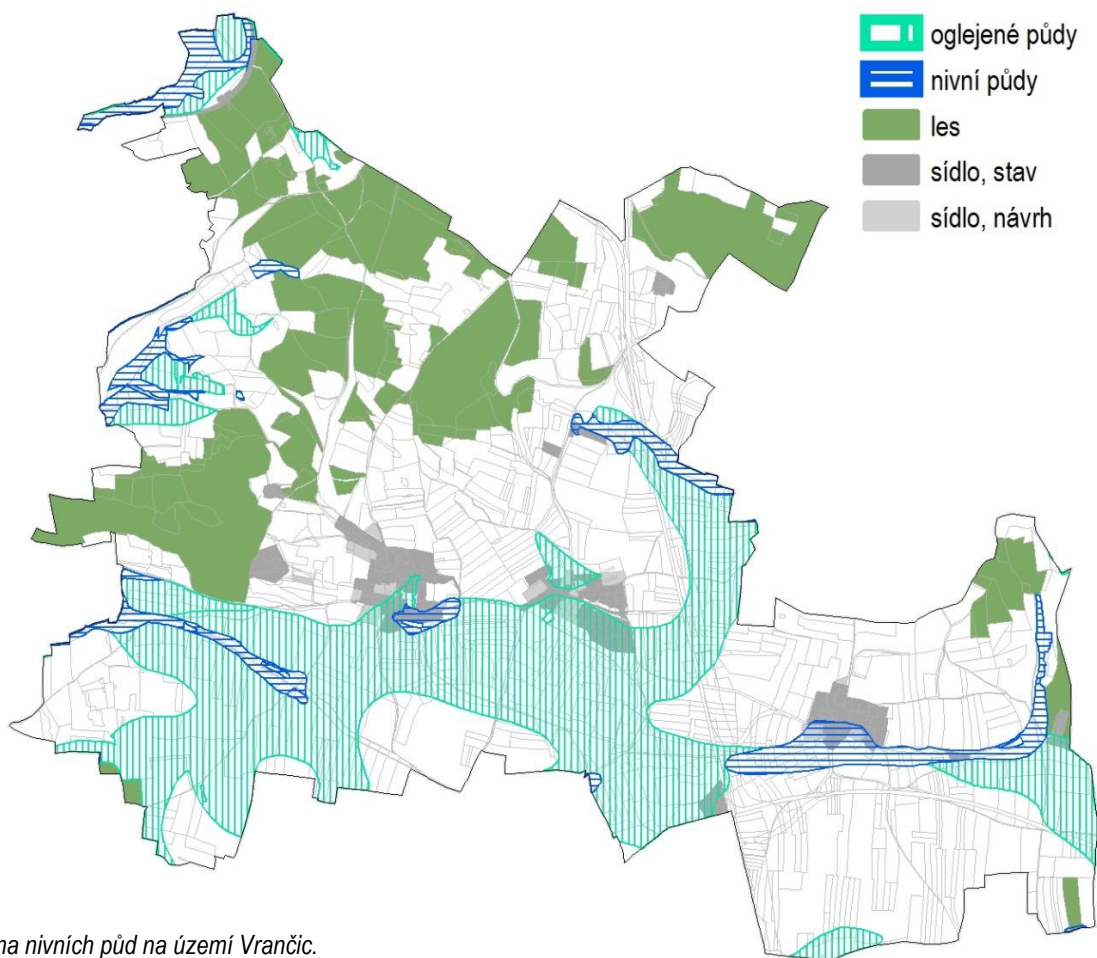 oglejené půdy
nivní půdy
les
sídlo, stav
sídlo, návrh
na nivních půd na území Vrančic.